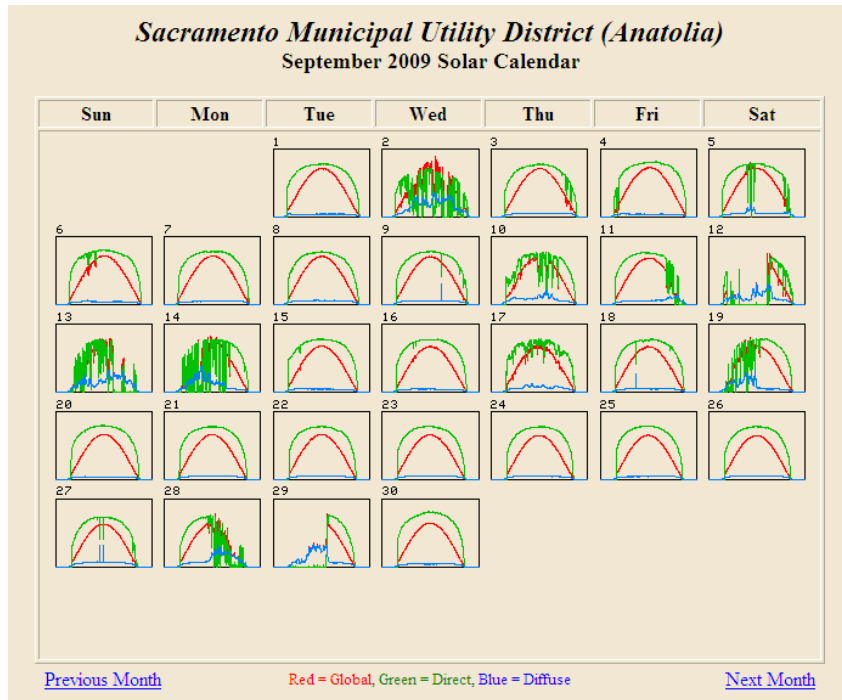 Sacramento Municipal Utility District (Anatolia)
September 2009 Solar Calendar
Sun Mon Tue Wed Thu Fri Sat
1 2 3 4 5
6 7 8 9 10 11 12
13 14 15 16 17 18 19
20 21 22 23 24 25 26
27 28 29 30
Previous Month Red = Global, Green = Direct, Blue = Diffuse Next Month